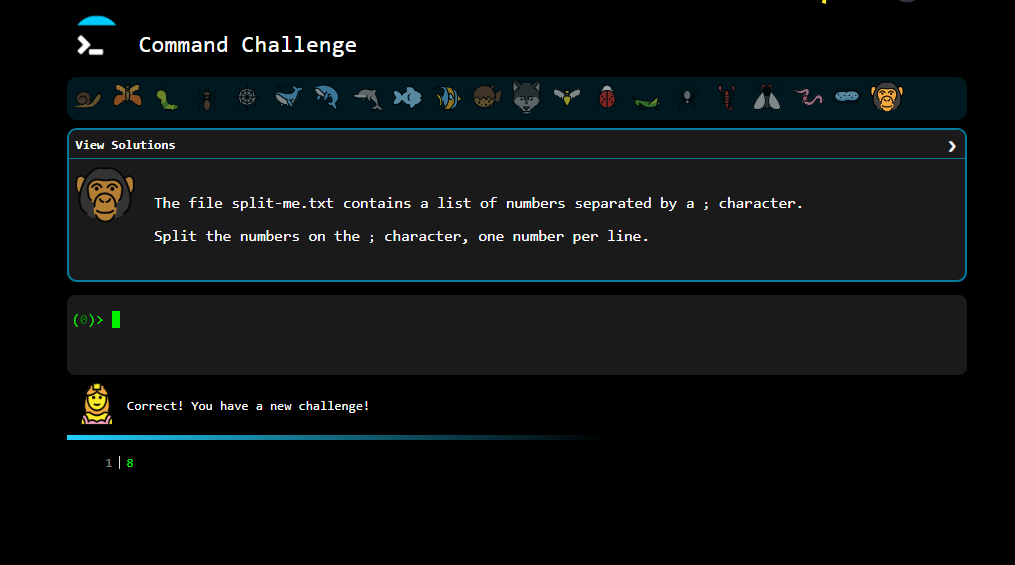 Command Challenge
View Solutions
The file split-me.txt contains a list of numbers separated by a ; character.
Split the numbers on the ; character, one number per line.
(0)>
Correct! You have a new challenge!
1 8